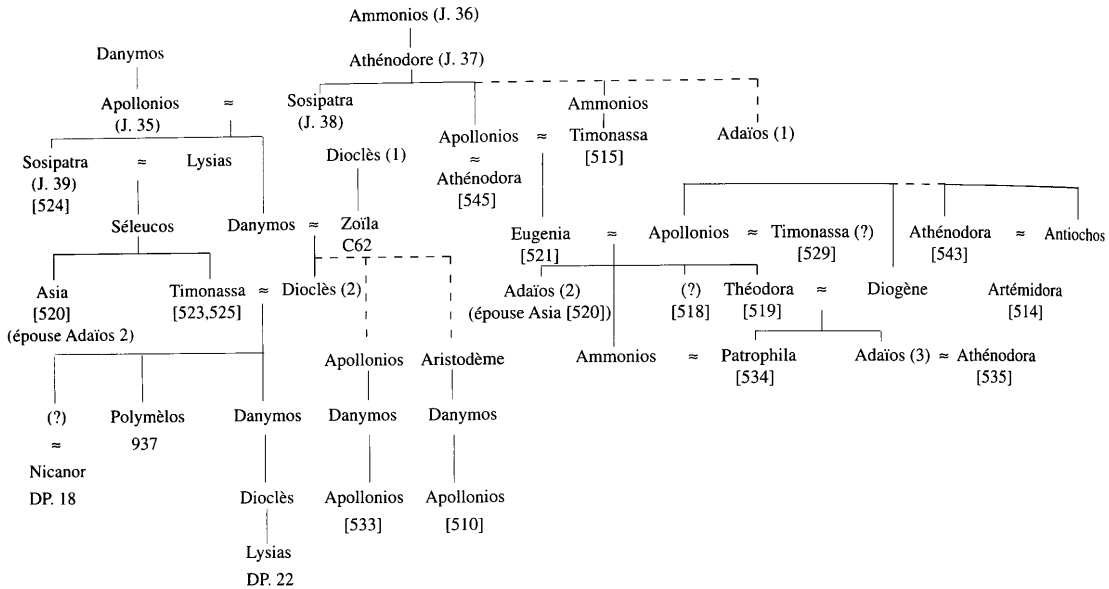 Ammonios (J. 36)
Danymos
Athénodore (J. 37)
Apollonios ≈
(J. 35)
Sosipatra
(J. 38)
Ammonios
Apollonios ≈ Timonassa
[515]
Adaïos (1)
≈
Athénodora
[545]
Sosipatra ≈ Lysias
(J. 39)
[524]
Dioclès (1)
Séleucos
Danymos ≈ Zoïla
C62
Eugenia ≈ Apollonios ≈ Timonassa (?)
[521]
[529]
Athénodora ≈ Antiochos
[543]
Asia
[520]
(épouse Adaïos 2)
Timonassa ≈ Dioclès (2)
[523,525]
Adaïos (2)
(épouse Asia [520])
(?)
[518]
Théodora ≈ Diogène
[519]
Artémidora
[514]
Apollonios
Aristodème
Ammonios ≈ Patrophila
[534]
Adaïos (3) ≈ Athénodora
[535]
(?)
≈
Nicanor
DP. 18
Polymèlos
937
Danymos
Danymos
Danymos
Dioclès
Apollonios
[533]
Apollonios
[510]
Lysias
DP. 22